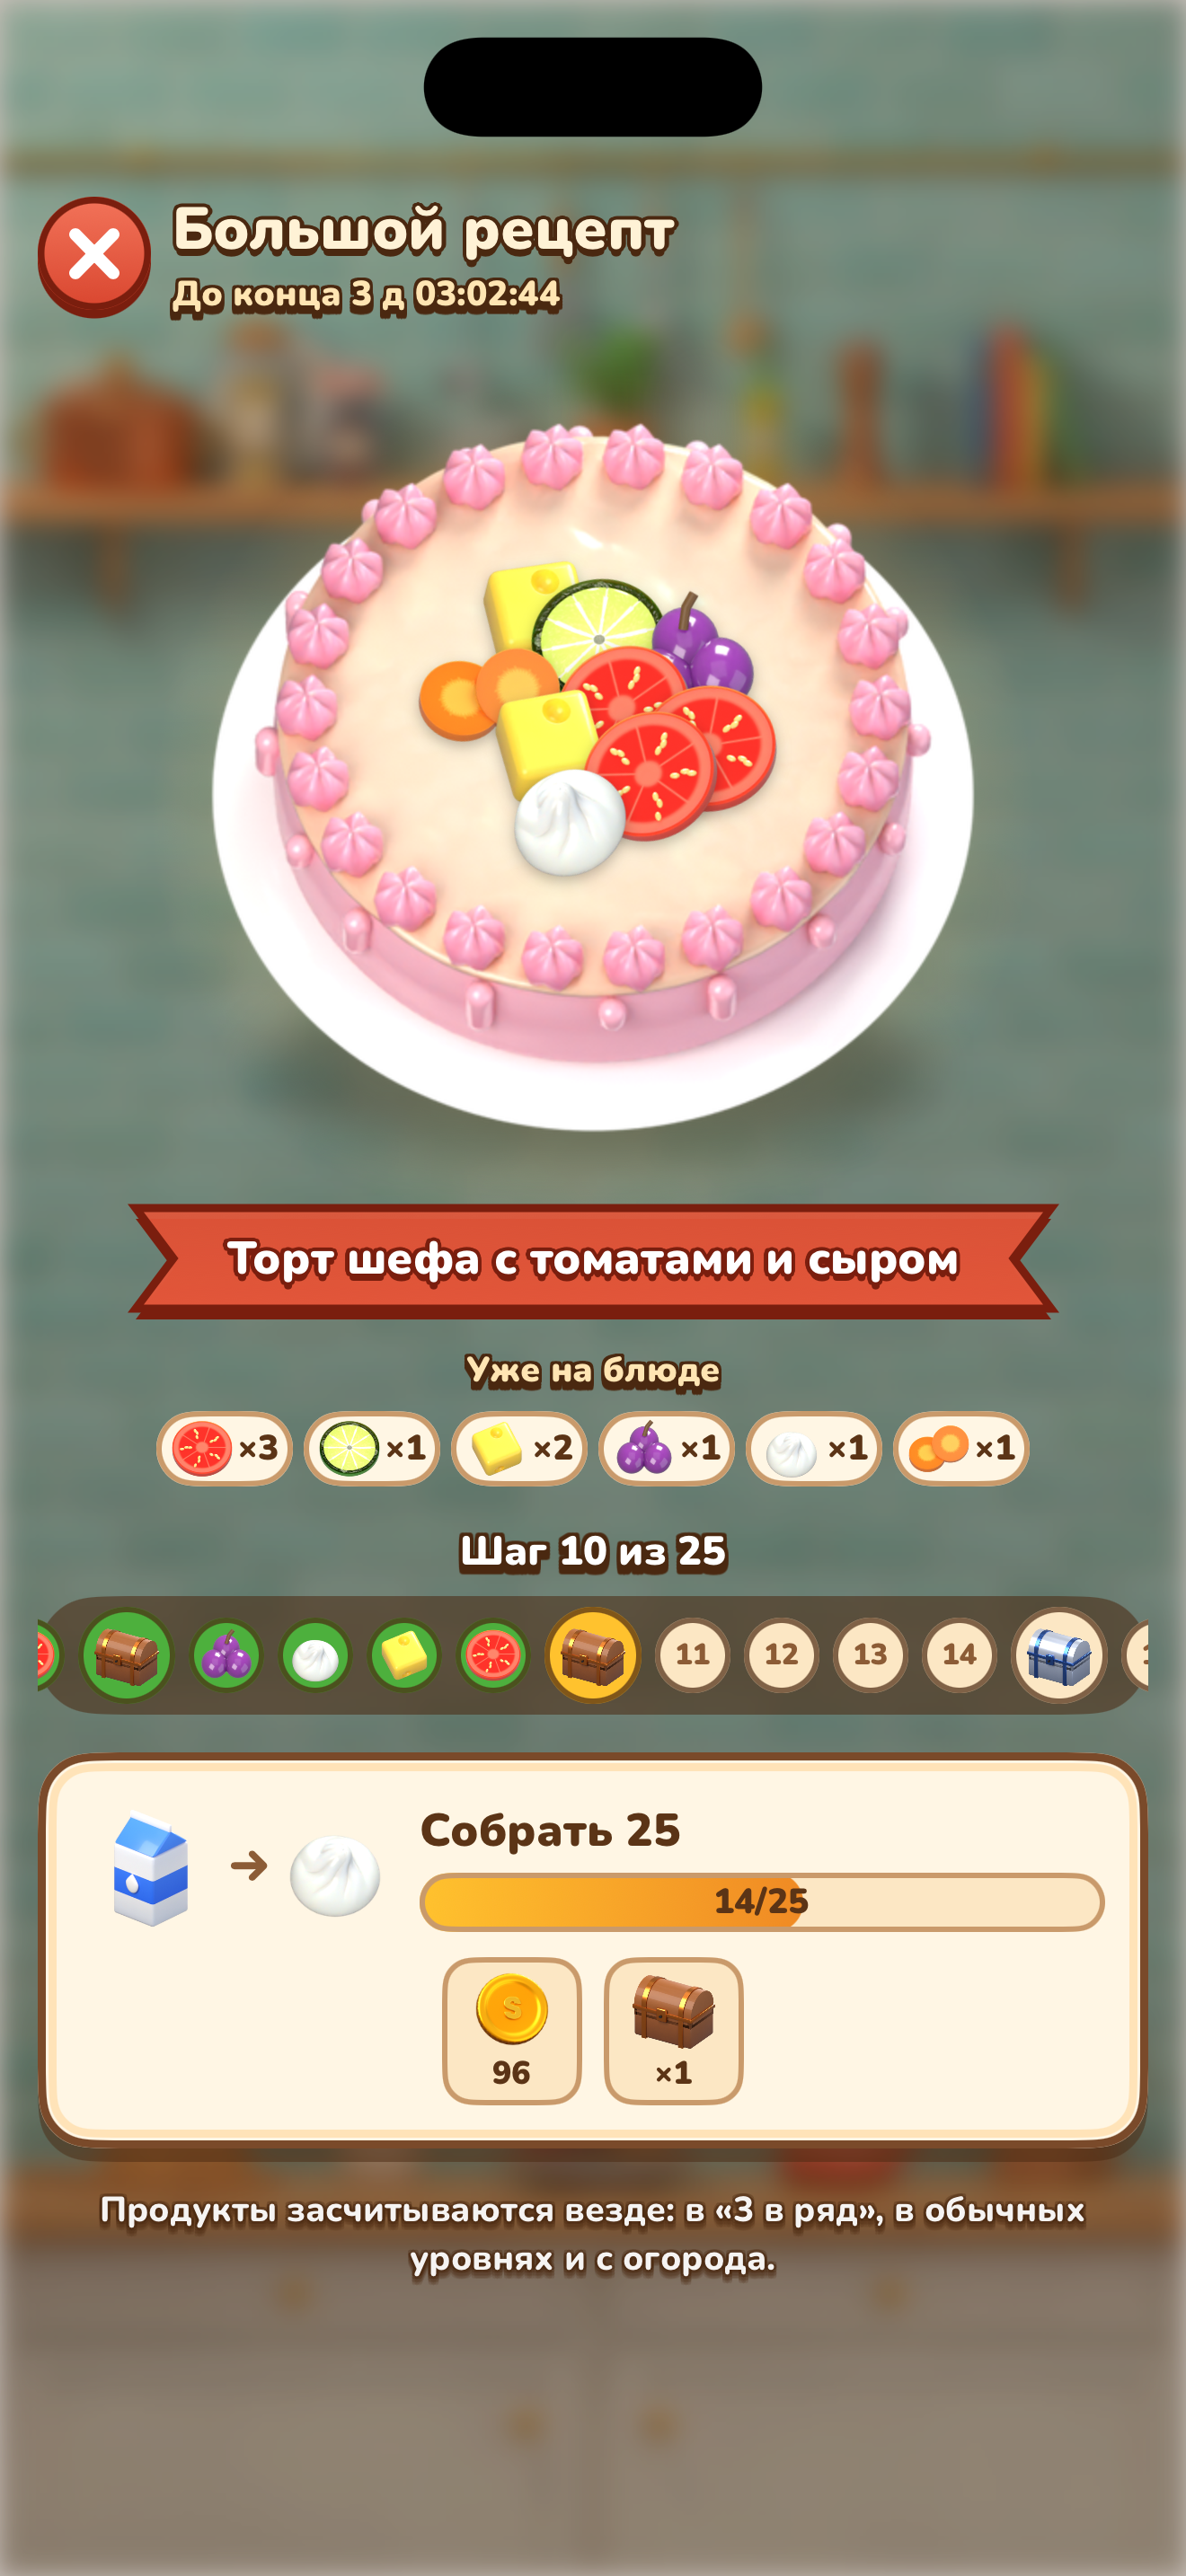 Большой рецепт
До конца 3 д 03:02:44
Торт шефа с томатами и сыром
Уже на блюде
×3 ×1 ×2 ×1 ×1 ×1
Шаг 10 из 25
11 12 13 14
Собрать 25
14/25
S
96 ×1
Продукты засчитываются везде: в «3 в ряд», в обычных
уровнях и с огорода.